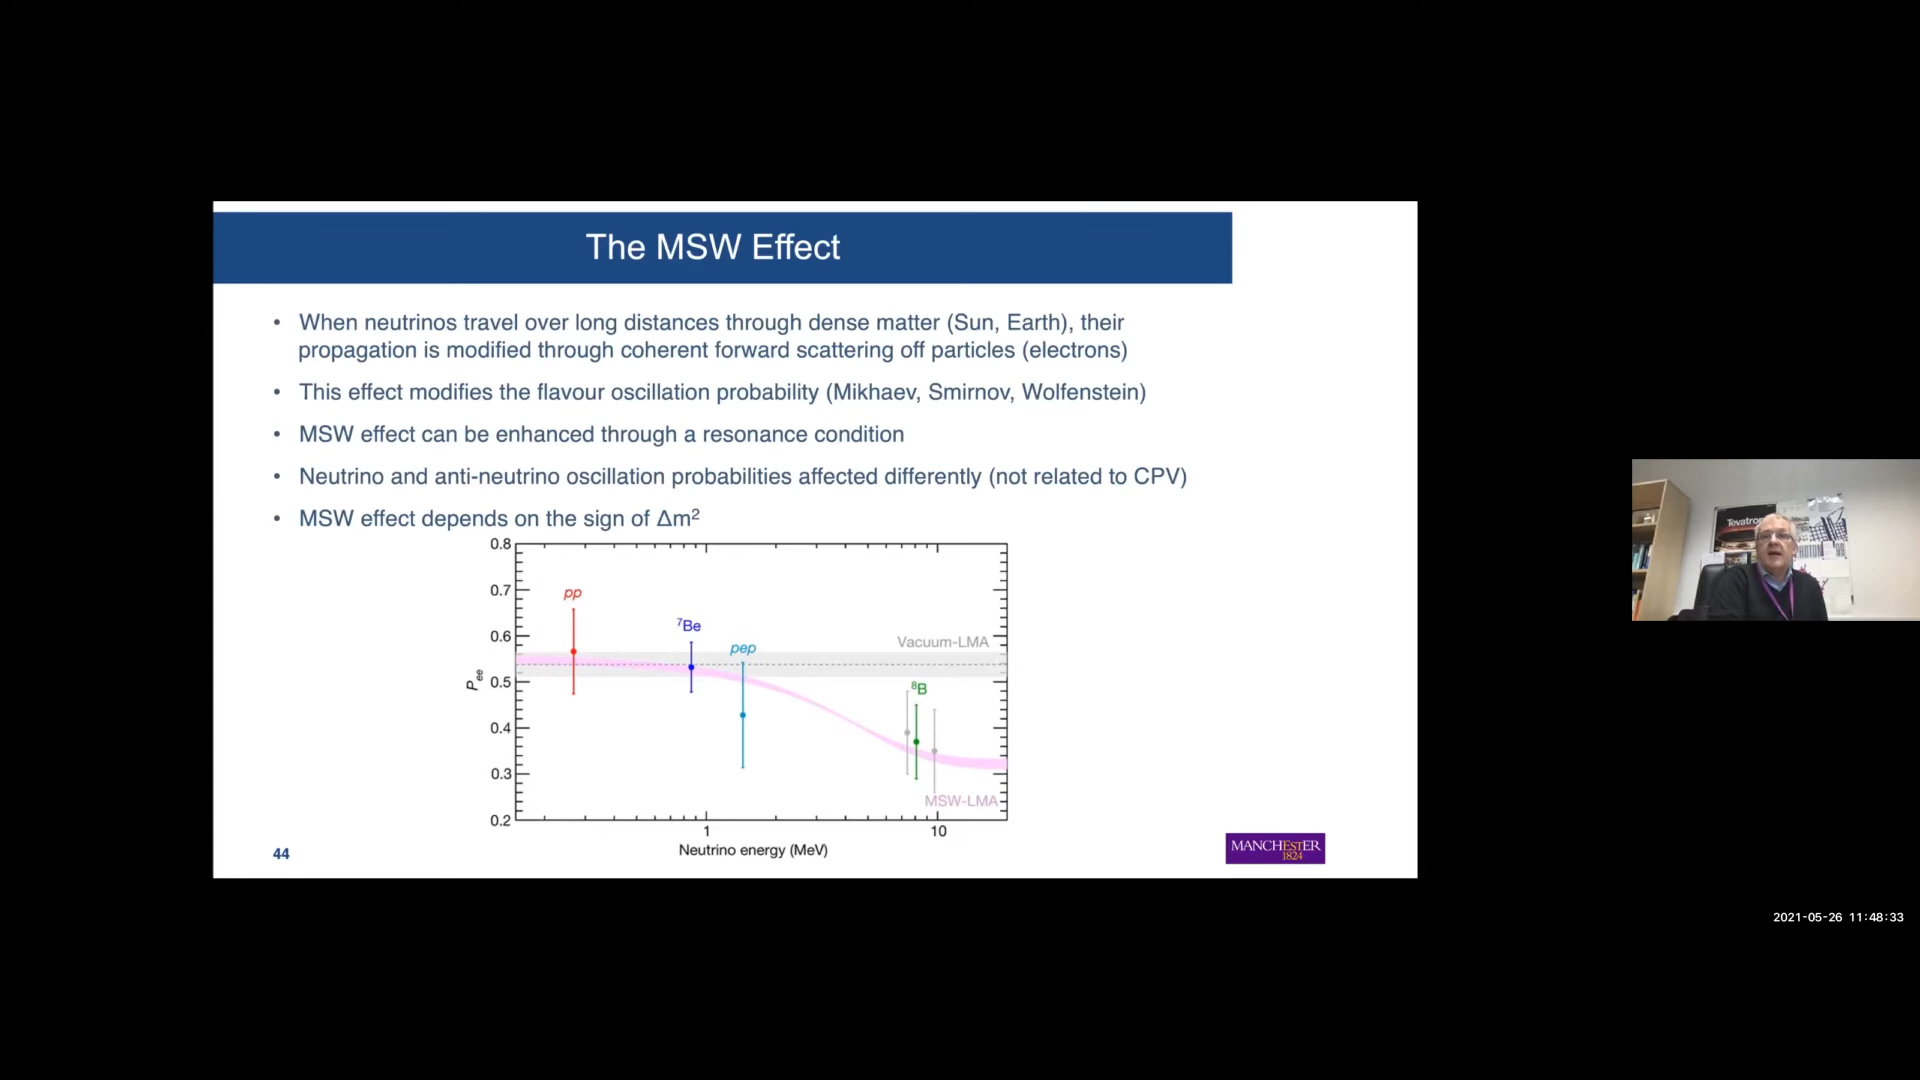 The MSW Effect
• When neutrinos travel over long distances through dense matter (Sun, Earth), their
propagation is modified through coherent forward scattering off particles (electrons)
• This effect modifies the flavour oscillation probability (Mikhaev, Smirnov, Wolfenstein)
• MSW effect can be enhanced through a resonance condition
• Neutrino and anti-neutrino oscillation probabilities affected differently (not related to CPV)
• MSW effect depends on the sign of Δm²
0.8
0.7
0.6
0.5
0.4
0.3
0.2
Pee
pp
⁷Be
pep
Vacuum-LMA
⁸B
MSW-LMA
1
10
Neutrino energy (MeV)
44
MANCHESTER
1824
Tevatron
2021-05-26 11:48:33